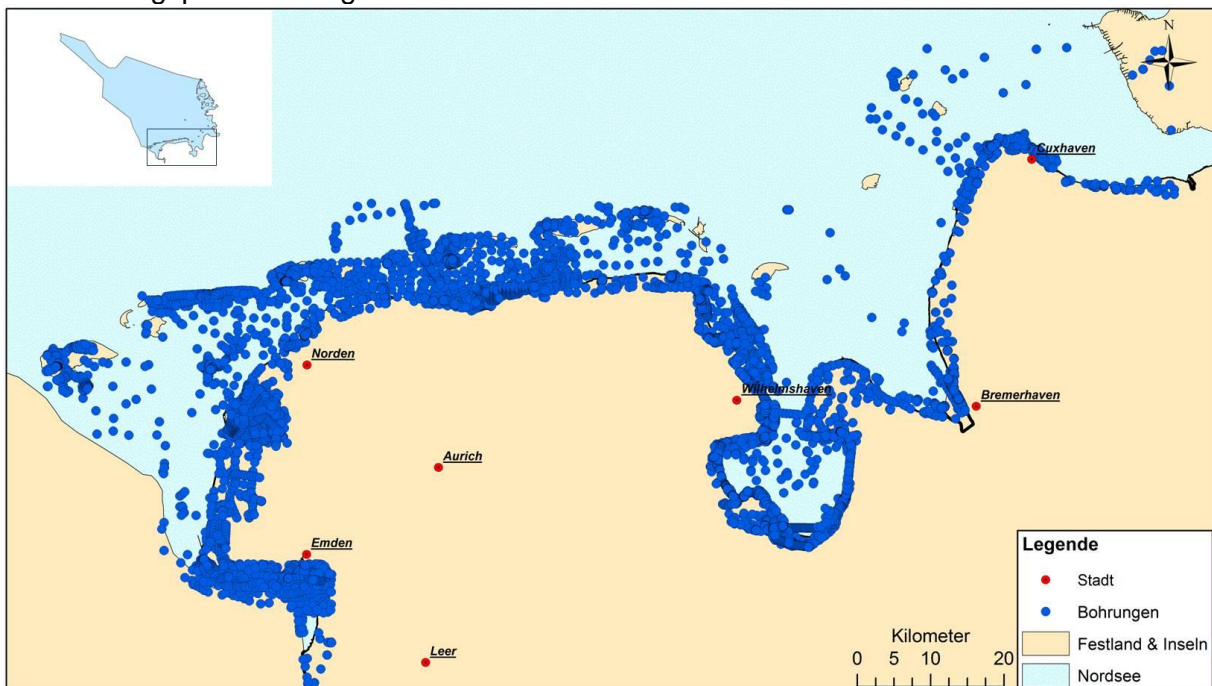 N
Cuxhaven
Norden
Wilhelmshaven
Bremerhaven
Aurich
Emden
Leer
Legende
Stadt
Bohrungen
Festland & Inseln
Nordsee
Kilometer
0 5 10 20